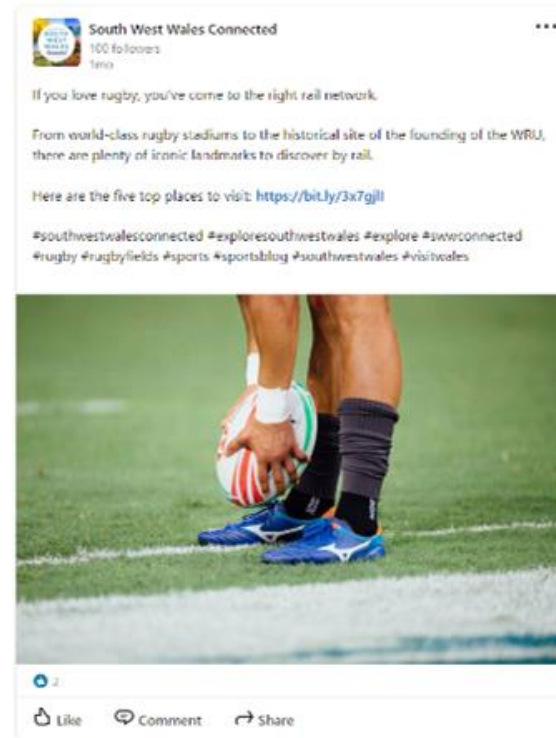 South West Wales Connected
100 followers
1mo
If you love rugby, you've come to the right rail network.
From world-class rugby stadiums to the historical site of the founding of the WRU,
there are plenty of iconic landmarks to discover by rail.
Here are the five top places to visit: https://bit.ly/3x7gjlI
#southwestwalesconnected #exploresouthwestwales #explore #swwconnected
#rugby #rugbyfields #sports #sportsblog #southwestwales #visitwales
2
Like Comment Share